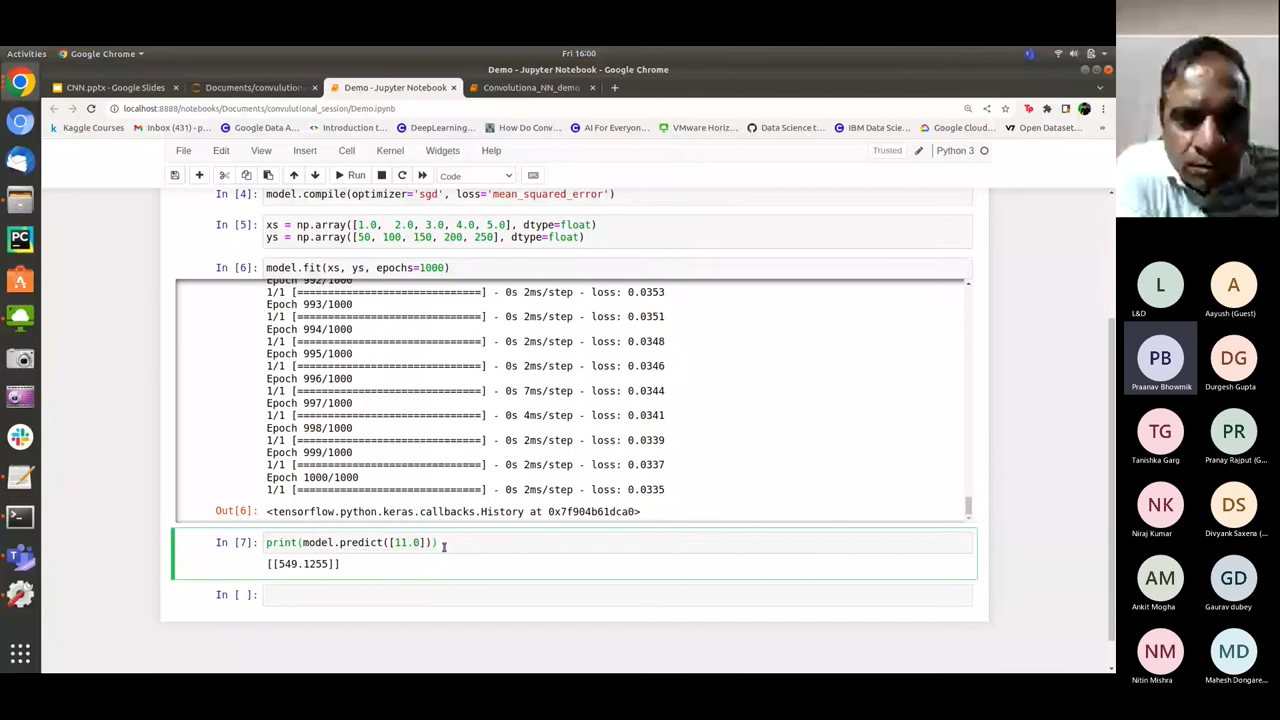 Activities
Google Chrome
Fri 16:00
Demo - Jupyter Notebook - Google Chrome
CNN.pptx - Google Slides
Documents/convulution
Demo - Jupyter Notebook
Convolutiona_NN_demo
localhost:8888/notebooks/Documents/convulutional_session/Demo.ipynb
Kaggle Courses
Inbox (431) - p...
Google Data A...
Introduction t...
DeepLearning...
How Do Conv...
AI For Everyon...
VMware Horiz...
Data Science t...
IBM Data Scie...
Google Cloud...
Open Dataset...
File
Edit
View
Insert
Cell
Kernel
Widgets
Help
Trusted
Python 3
Run
Code
In [4]: model.compile(optimizer='sgd', loss='mean_squared_error')
In [5]: xs = np.array([1.0,  2.0, 3.0, 4.0, 5.0], dtype=float)
ys = np.array([50, 100, 150, 200, 250], dtype=float)
In [6]: model.fit(xs, ys, epochs=1000)
Epoch 992/1000
1/1 [==============================] - 0s 2ms/step - loss: 0.0353
Epoch 993/1000
1/1 [==============================] - 0s 2ms/step - loss: 0.0351
Epoch 994/1000
1/1 [==============================] - 0s 2ms/step - loss: 0.0348
Epoch 995/1000
1/1 [==============================] - 0s 2ms/step - loss: 0.0346
Epoch 996/1000
1/1 [==============================] - 0s 7ms/step - loss: 0.0344
Epoch 997/1000
1/1 [==============================] - 0s 4ms/step - loss: 0.0341
Epoch 998/1000
1/1 [==============================] - 0s 2ms/step - loss: 0.0339
Epoch 999/1000
1/1 [==============================] - 0s 2ms/step - loss: 0.0337
Epoch 1000/1000
1/1 [==============================] - 0s 2ms/step - loss: 0.0335
Out[6]: <tensorflow.python.keras.callbacks.History at 0x7f904b61dca0>
In [7]: print(model.predict([11.0]))
[[549.1255]]
In [ ]:
L
A
L&D
Aayush (Guest)
PB
DG
Praanav Bhowmik
Durgesh Gupta
TG
PR
Tanishka Garg
Pranay Rajput (G...
NK
DS
Niraj Kumar
Divyank Saxena (...
AM
GD
Ankit Mogha
Gaurav dubey
NM
MD
Nitin Mishra
Mahesh Dongare...